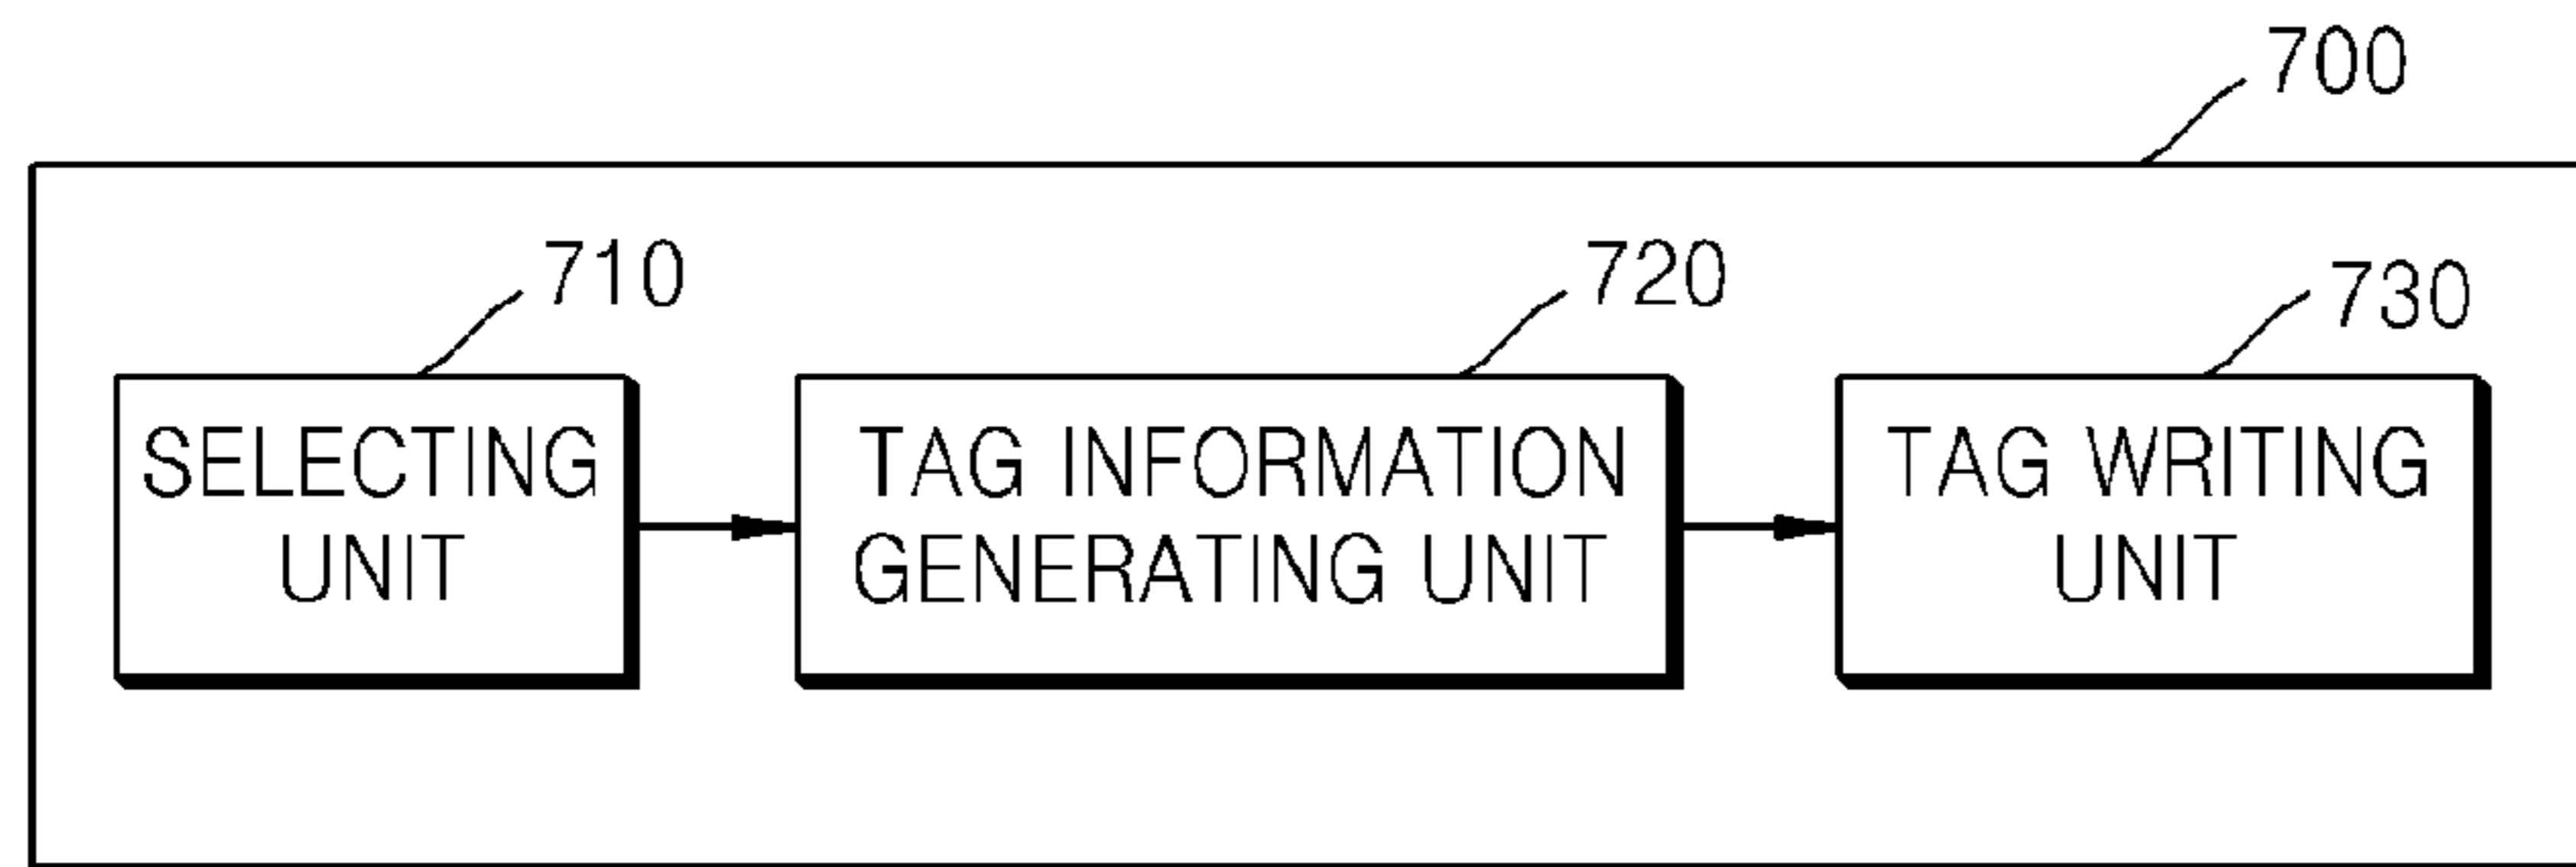 700
710
720
730
SELECTING
UNIT
TAG INFORMATION
GENERATING UNIT
TAG WRITING
UNIT